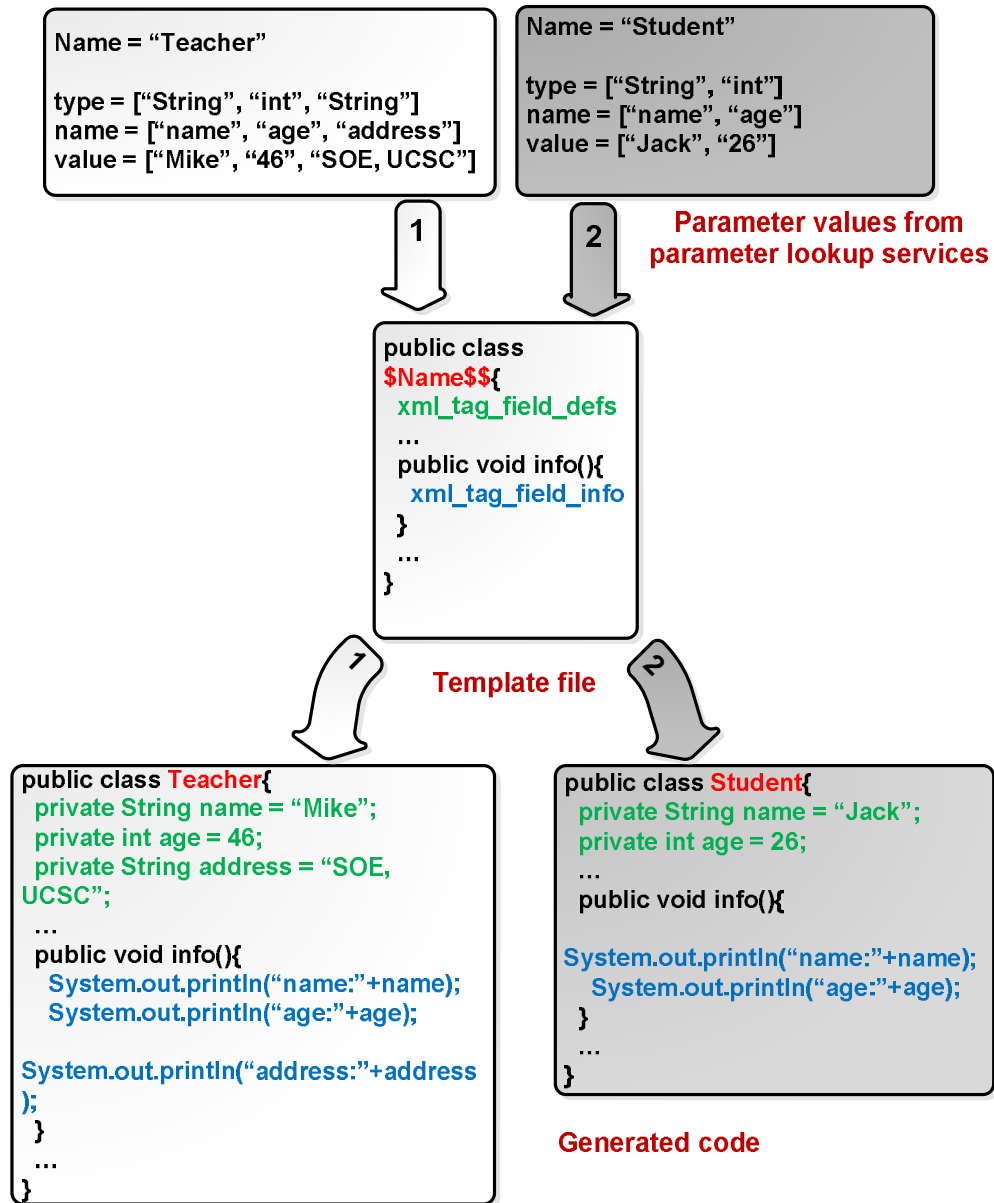 Name = “Teacher”
type = [“String”, “int”, “String”]
name = [“name”, “age”, “address”]
value = [“Mike”, “46”, “SOE, UCSC”]
Name = “Student”
type = [“String”, “int”]
name = [“name”, “age”]
value = [“Jack”, “26”]
1
2
Parameter values from
parameter lookup services
public class
$Name$${
xml_tag_field_defs
...
public void info(){
xml_tag_field_info
}
...
}
1
2
Template file
public class Teacher{
private String name = “Mike”;
private int age = 46;
private String address = “SOE,
UCSC”;
...
public void info(){
System.out.println(“name:”+name);
System.out.println(“age:”+age);
System.out.println(“address:”+address
);
}
...
}
public class Student{
private String name = “Jack”;
private int age = 26;
...
public void info(){
System.out.println(“name:”+name);
System.out.println(“age:”+age);
}
...
}
Generated code